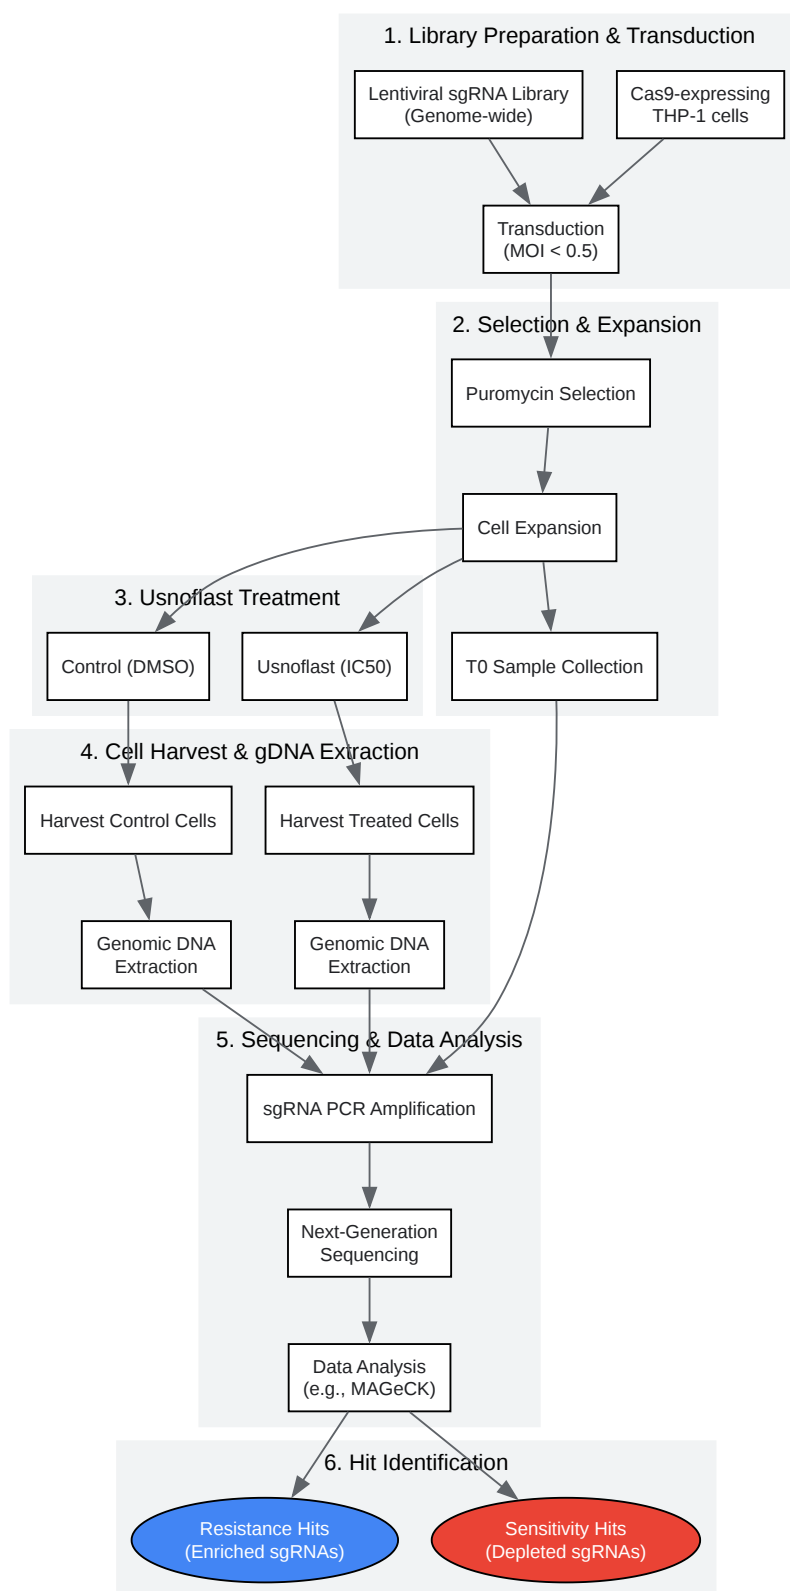 1. Library Preparation & Transduction
Lentiviral sgRNA Library
(Genome-wide)
Cas9-expressing
THP-1 cells
Transduction
(MOI < 0.5)
2. Selection & Expansion
Puromycin Selection
Cell Expansion
3. Usnoflast Treatment
Control (DMSO)
Usnoflast (IC50)
T0 Sample Collection
4. Cell Harvest & gDNA Extraction
Harvest Control Cells
Harvest Treated Cells
Genomic DNA
Extraction
Genomic DNA
Extraction
5. Sequencing & Data Analysis
sgRNA PCR Amplification
Next-Generation
Sequencing
Data Analysis
(e.g., MAGeCK)
6. Hit Identification
Resistance Hits
(Enriched sgRNAs)
Sensitivity Hits
(Depleted sgRNAs)